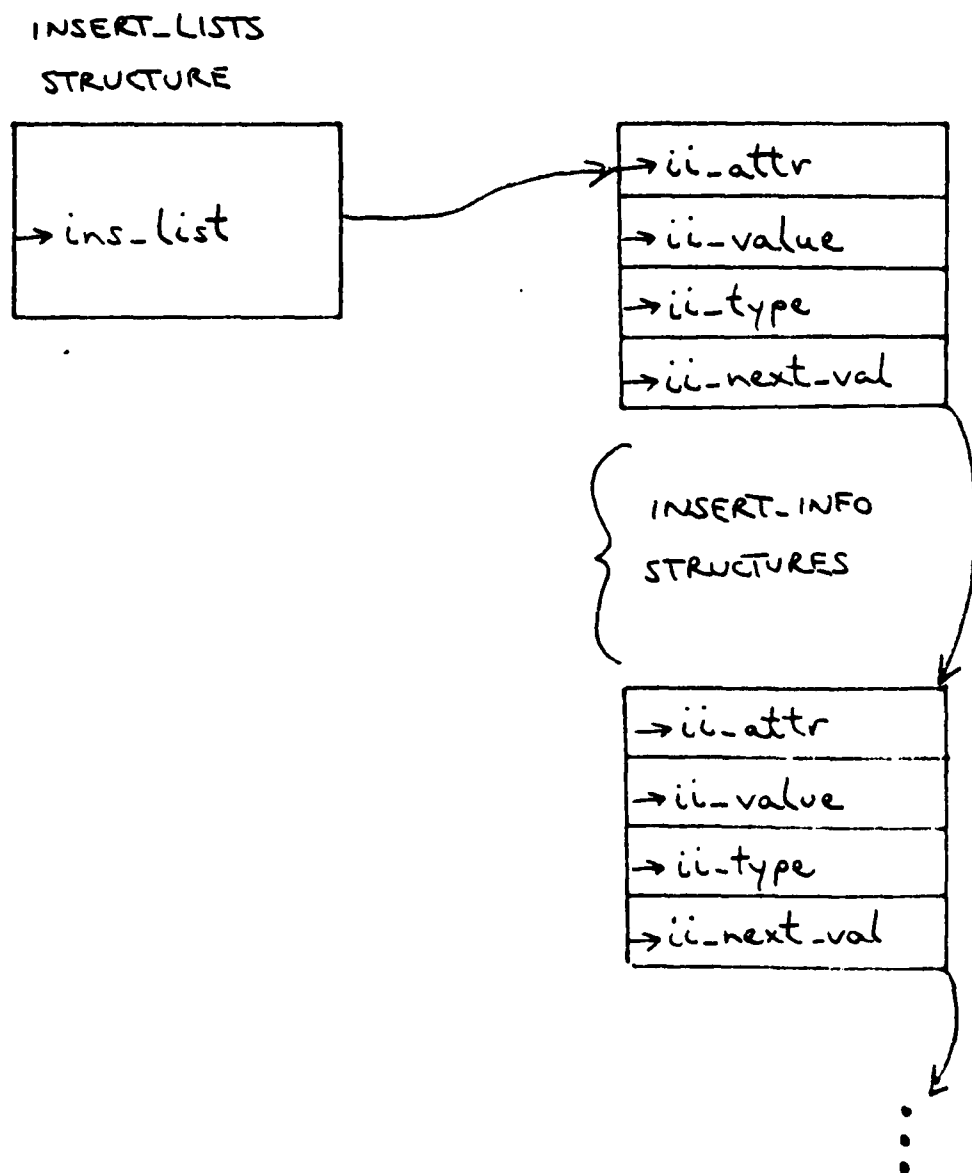 INSERT_LISTS
STRUCTURE
ins_list
ii_attr
ii_value
ii_type
ii_next_val
INSERT_INFO
STRUCTURES
ii_attr
ii_value
ii_type
ii_next_val